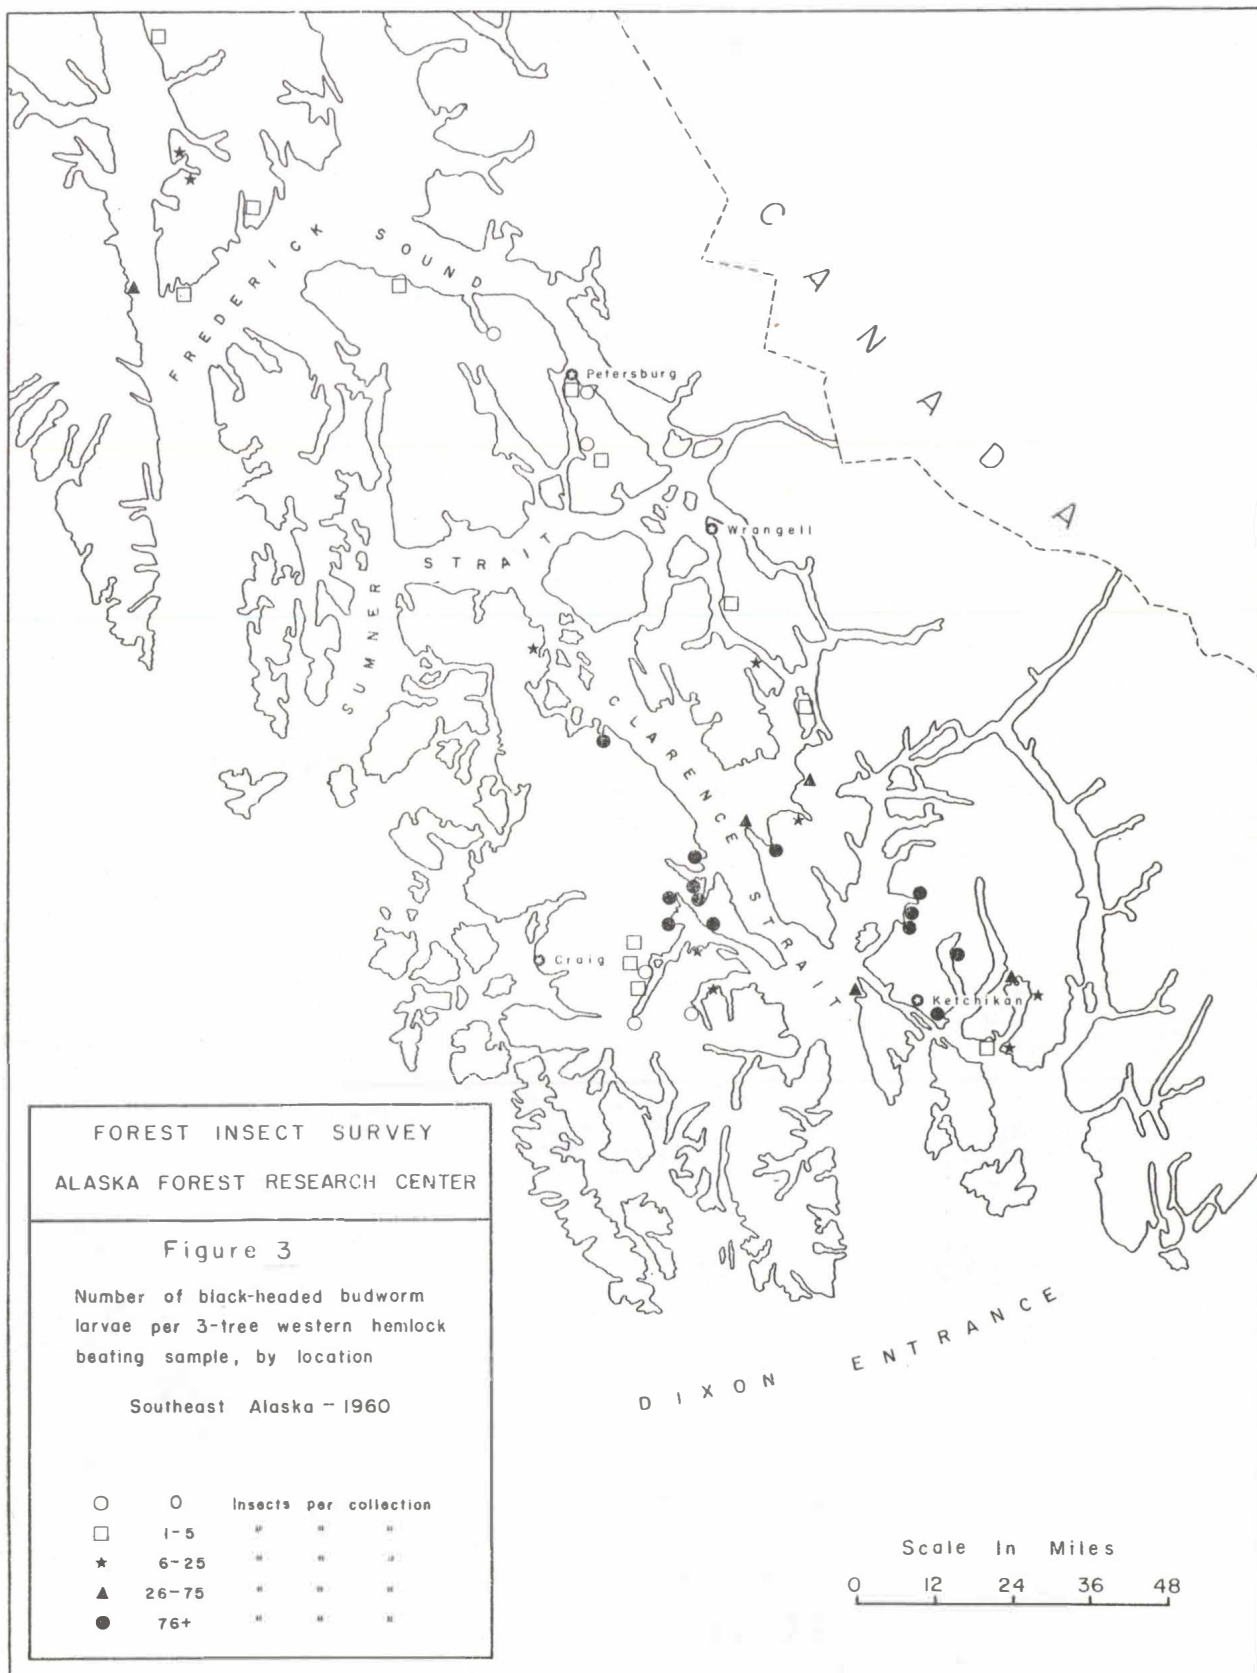 CANADA
FREDERICK SOUND
Petersburg
Wrangell
SUMNER STRAIT
CLARENCE STRAIT
Craig
Ketchikan
DIXON ENTRANCE
FOREST INSECT SURVEY
ALASKA FOREST RESEARCH CENTER
Figure 3
Number of black-headed budworm
larvae per 3-tree western hemlock
beating sample, by location
Southeast Alaska - 1960
0 Insects per collection
1-5 " " "
6-25 " " "
26-75 " " "
76+ " " "
Scale In Miles
0 12 24 36 48